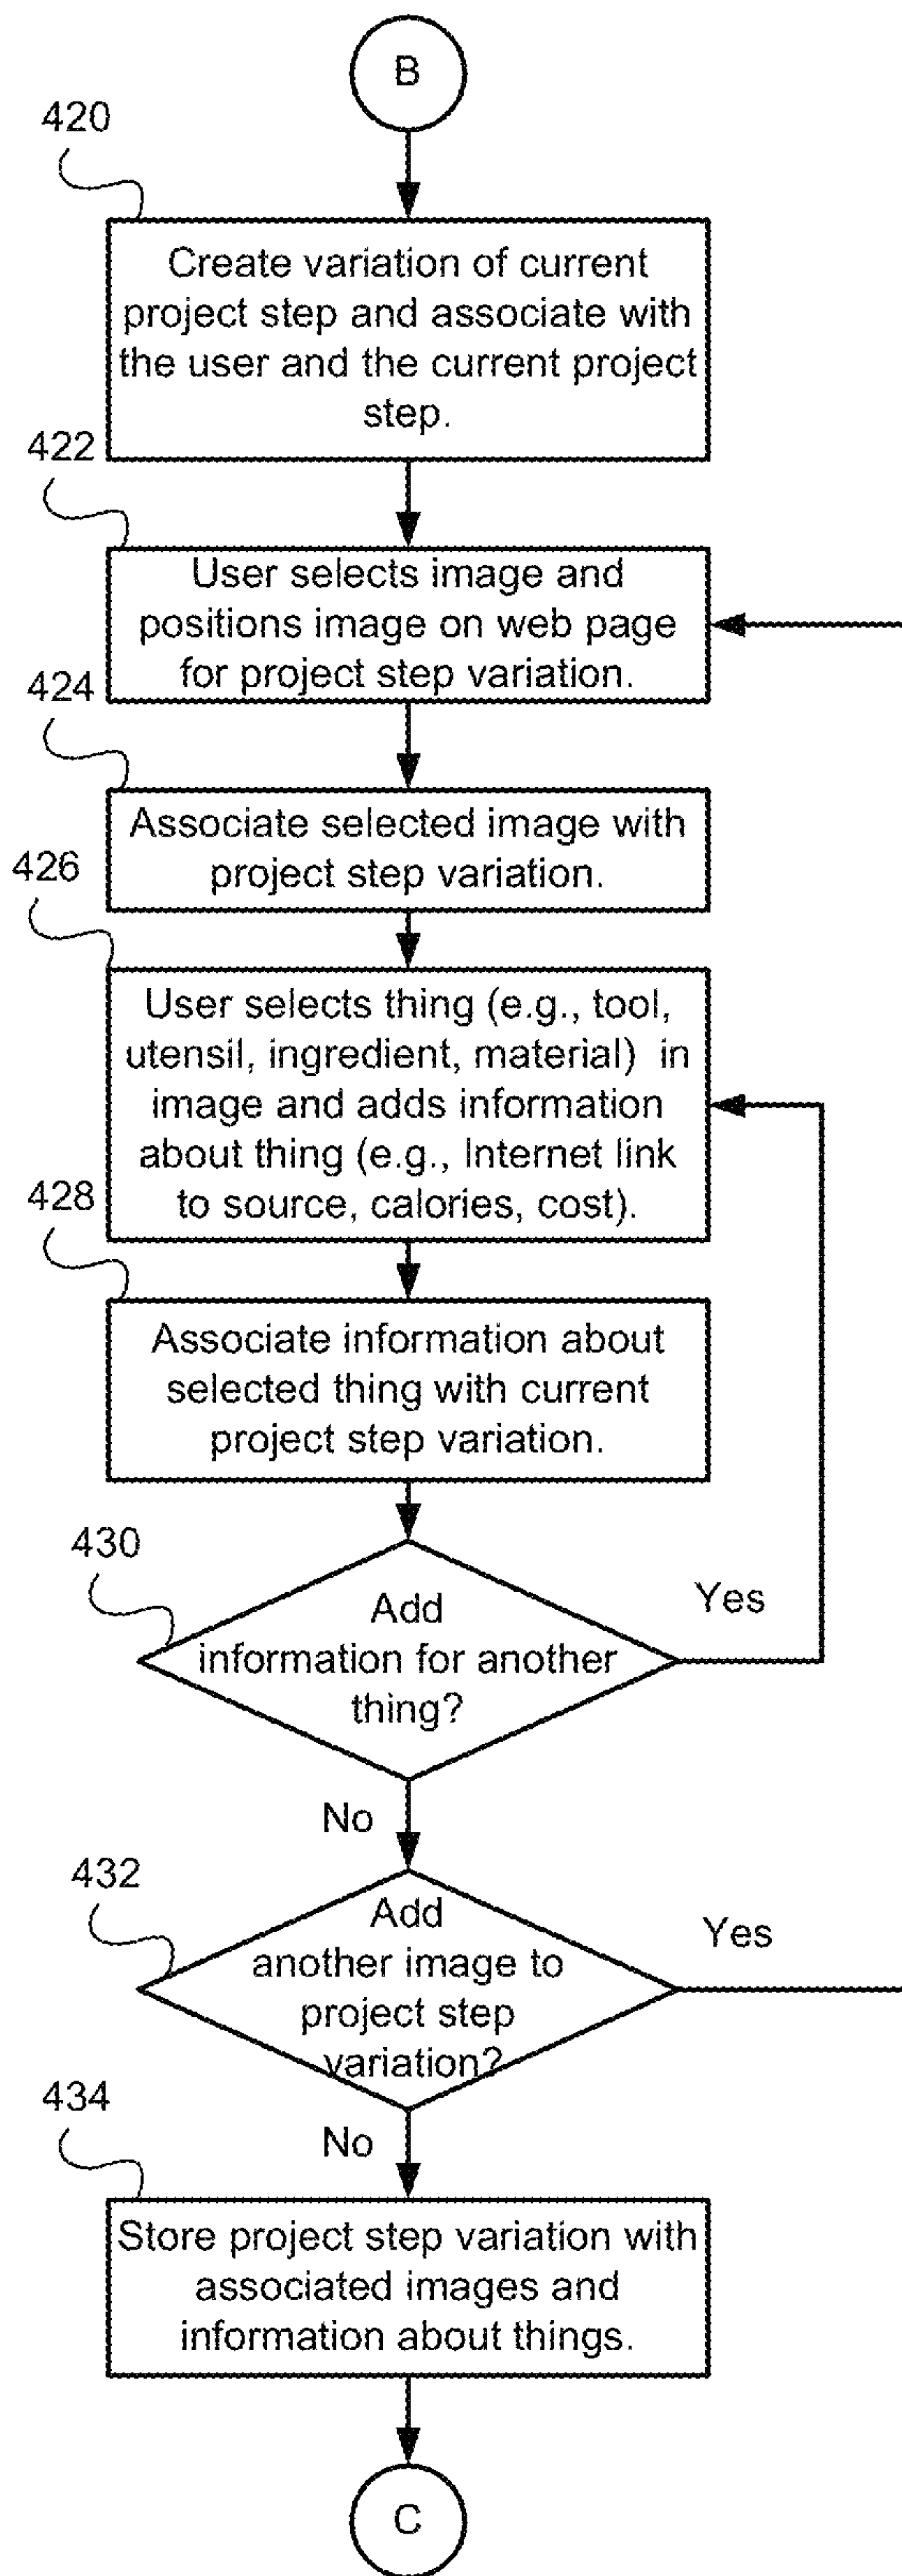 B
420
Create variation of current
project step and associate with
the user and the current project
step.
422
User selects image and
positions image on web page
for project step variation.
424
Associate selected image with
project step variation.
426
User selects thing (e.g., tool,
utensil, ingredient, material) in
image and adds information
about thing (e.g., Internet link
to source, calories, cost).
428
Associate information about
selected thing with current
project step variation.
430
Add
information for another
thing?
Yes
No
432
Add
another image to
project step
variation?
Yes
No
434
Store project step variation with
associated images and
information about things.
C